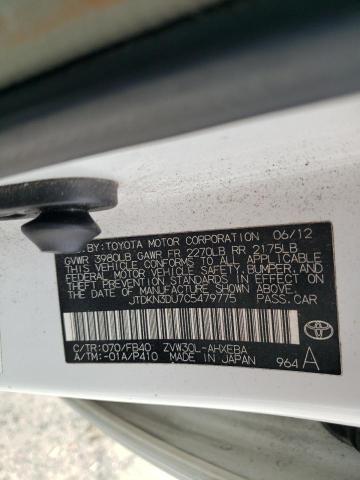 BY: TOYOTA MOTOR CORPORATION 06/12
GVWR 3980LB GAWR FR 2270LB RR 2175LB
THIS VEHICLE CONFORMS TO ALL APPLICABLE
FEDERAL MOTOR VEHICLE SAFETY, BUMPER, AND
THEFT PREVENTION STANDARDS IN EFFECT ON
THE DATE OF MANUFACTURE SHOWN ABOVE.
JTDKN3DU7C5479775 PASS.CAR
C/TR: 070/FB40 ZVW30L-AHXEBA
A/TM: -01A/P410 MADE IN JAPAN 964 A